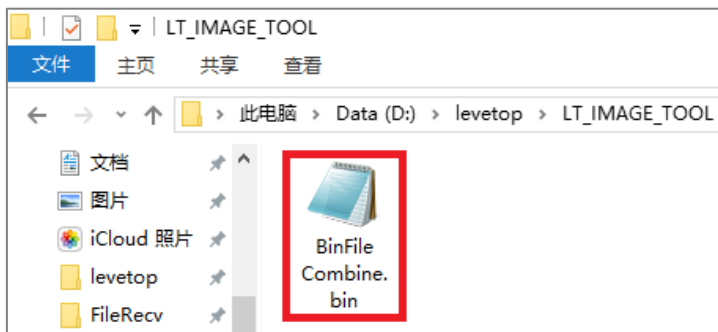 LT_IMAGE_TOOL
文件 主页 共享 查看
此电脑 > Data (D:) > levetop > LT_IMAGE_TOOL
文档
图片
iCloud 照片
levetop
FileRecv
BinFile
Combine.
bin